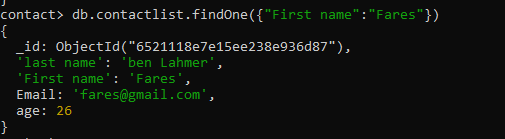 contact> db.contactlist.findOne({"First name":"Fares"})
{
  _id: ObjectId("6521118e7e15ee238e936d87"),
  'last name': 'ben Lahmer',
  'First name': 'Fares',
  Email: 'fares@gmail.com',
  age: 26
}